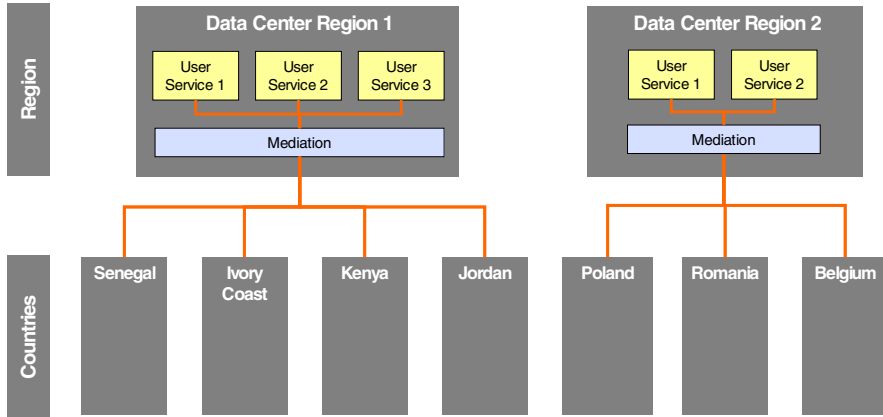 Region
Data Center Region 1
User
Service 1
User
Service 2
User
Service 3
Mediation
Data Center Region 2
User
Service 1
User
Service 2
Mediation
Countries
Senegal
Ivory
Coast
Kenya
Jordan
Poland
Romania
Belgium